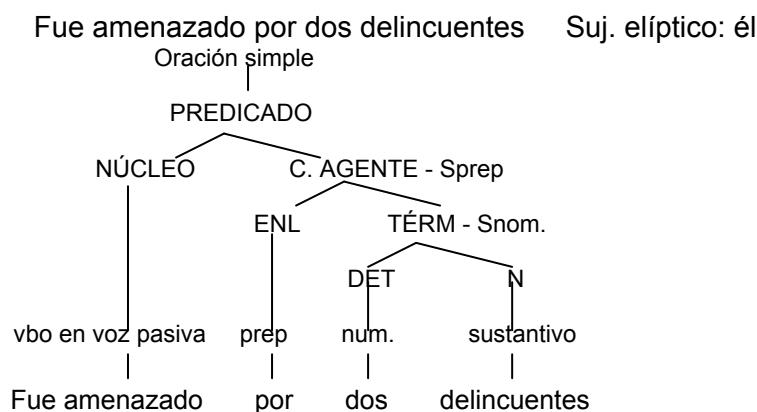 Fue amenazado por dos delincuentes Suj. elíptico: él
Oración simple
PREDICADO
NÚCLEO C. AGENTE - Sprep
ENL TÉRM - Snom.
DET N
vbo en voz pasiva prep num. sustantivo
Fue amenazado por dos delincuentes